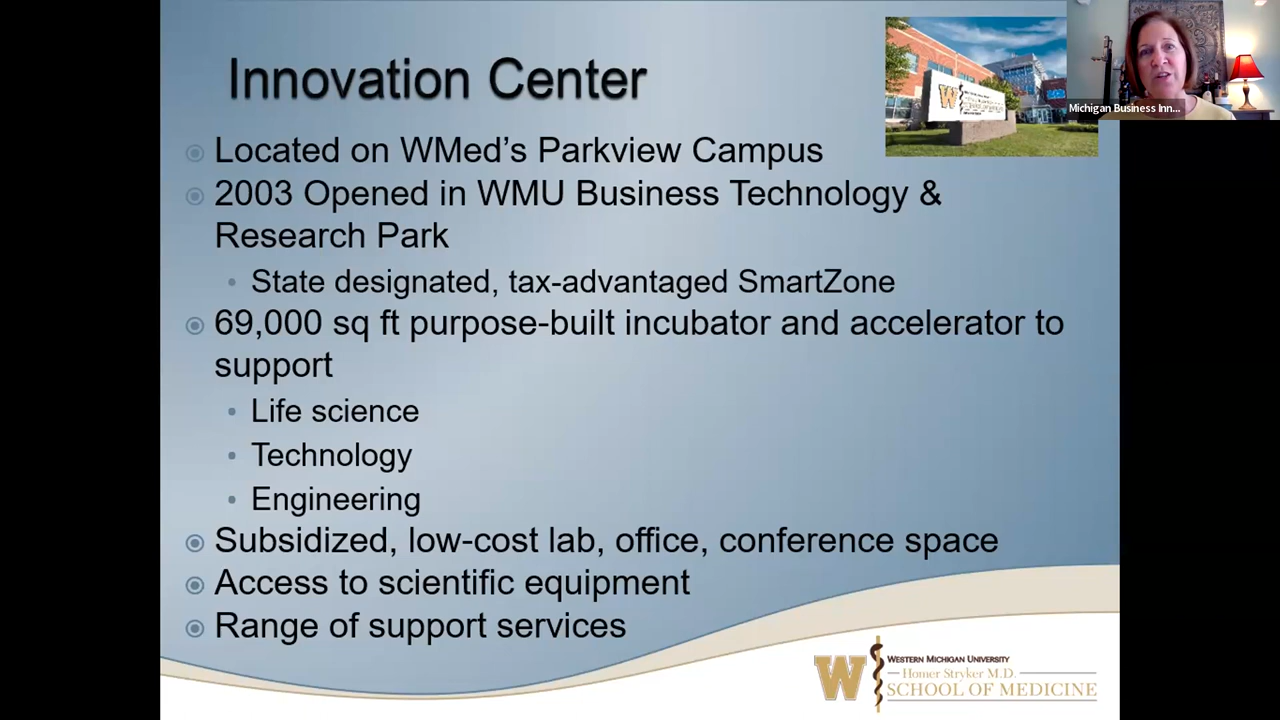 Innovation Center
Michigan Business Inn...
W
Located on WMed’s Parkview Campus
2003 Opened in WMU Business Technology &
Research Park
State designated, tax-advantaged SmartZone
69,000 sq ft purpose-built incubator and accelerator to
support
Life science
Technology
Engineering
Subsidized, low-cost lab, office, conference space
Access to scientific equipment
Range of support services
W
WESTERN MICHIGAN UNIVERSITY
Homer Stryker M.D.
SCHOOL OF MEDICINE